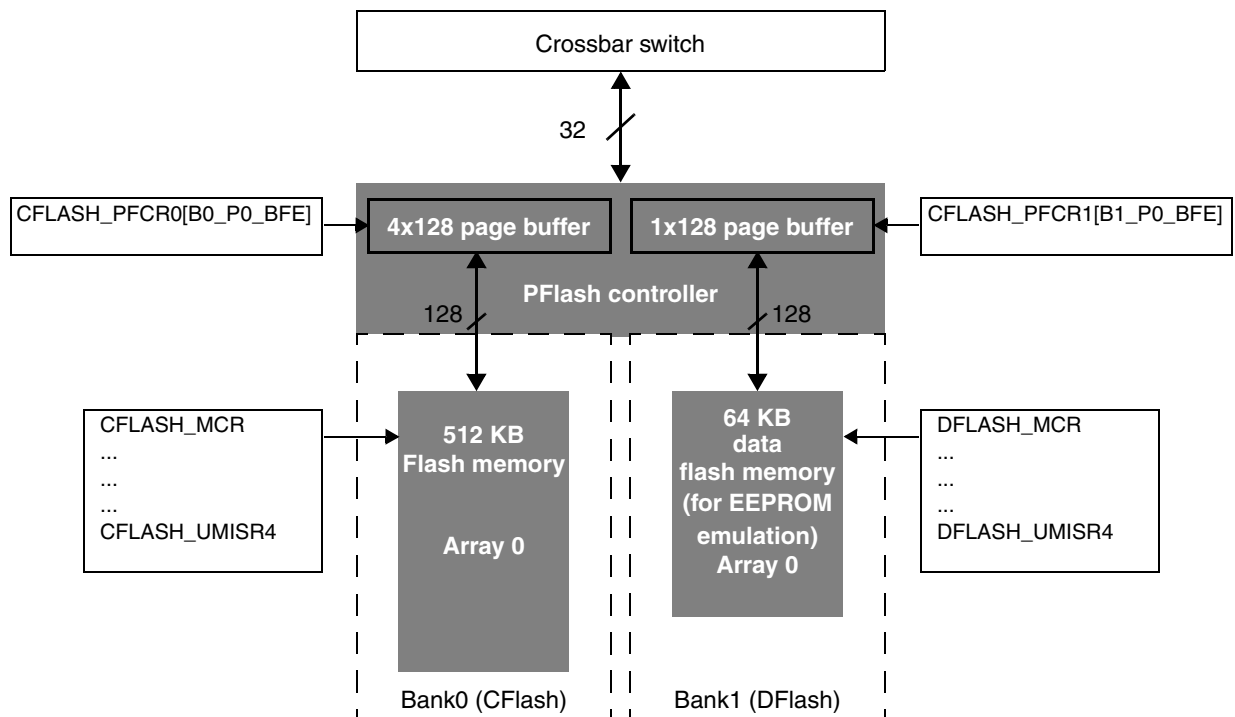 Crossbar switch
32
CFLASH_PFCR0[B0_P0_BFE]
4x128 page buffer
1x128 page buffer
CFLASH_PFCR1[B1_P0_BFE]
PFlash controller
128
128
CFLASH_MCR
...
...
...
CFLASH_UMISR4
512 KB
Flash memory
Array 0
64 KB
data
flash memory
(for EEPROM
emulation)
Array 0
DFLASH_MCR
...
...
...
DFLASH_UMISR4
Bank0 (CFlash)
Bank1 (DFlash)